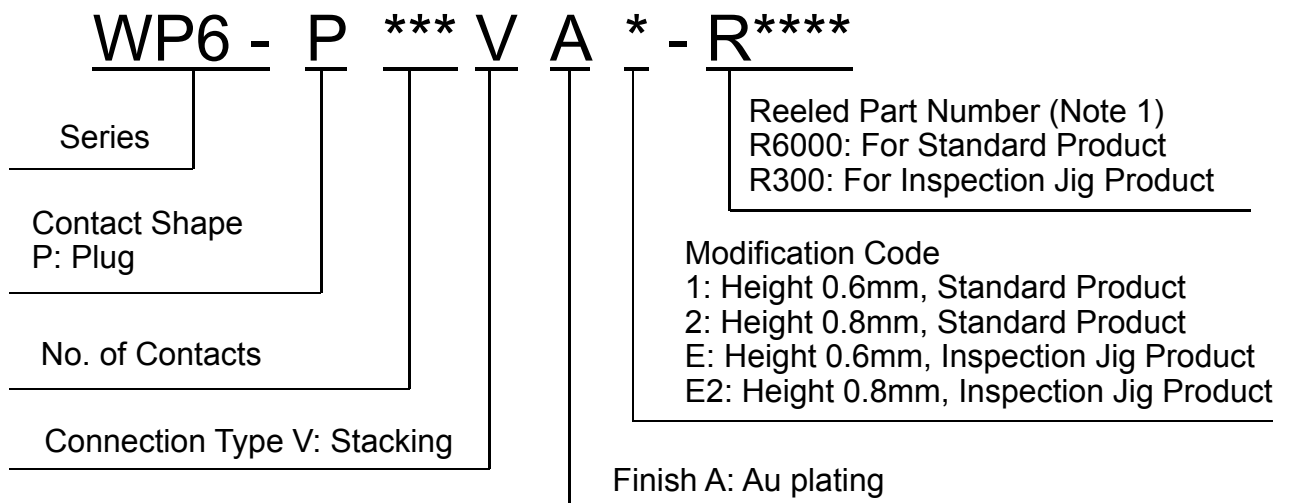 WP6 - P *** V A * - R****
Series
Contact Shape
P: Plug
No. of Contacts
Connection Type V: Stacking
Reeled Part Number (Note 1)
R6000: For Standard Product
R300: For Inspection Jig Product
Modification Code
1: Height 0.6mm, Standard Product
2: Height 0.8mm, Standard Product
E: Height 0.6mm, Inspection Jig Product
E2: Height 0.8mm, Inspection Jig Product
Finish A: Au plating